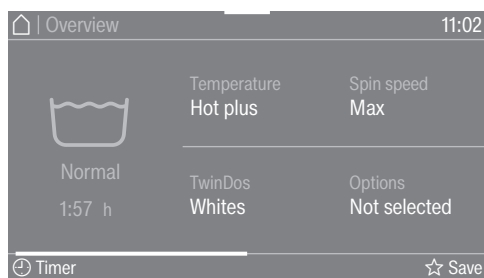 | Overview 11:02
Temperature
Hot plus
Spin speed
Max
Normal
1:57 h
TwinDos
Whites
Options
Not selected
Timer
Save